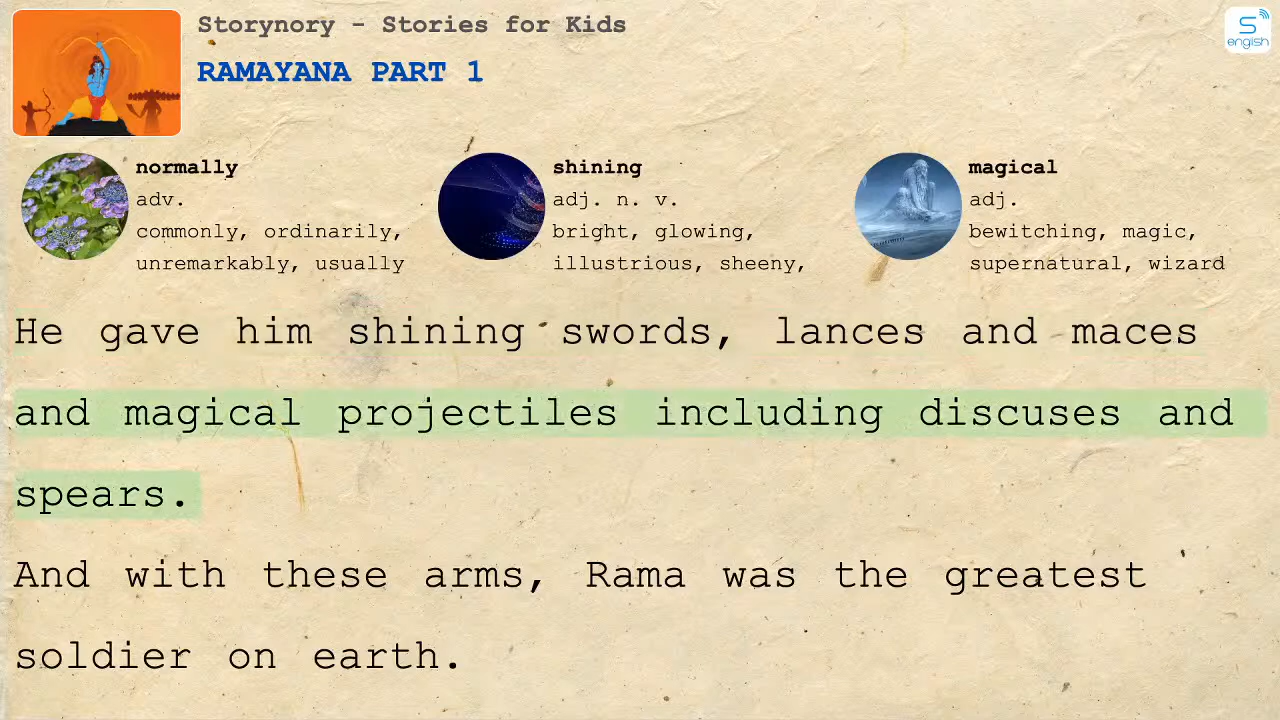 Storynory - Stories for Kids
RAMAYANA PART 1
S
english
normally
adv.
commonly, ordinarily,
unremarkably, usually
shining
adj. n. v.
bright, glowing,
illustrious, sheeny,
magical
adj.
bewitching, magic,
supernatural, wizard
He gave him shining swords, lances and maces
and magical projectiles including discuses and
spears.
And with these arms, Rama was the greatest
soldier on earth.